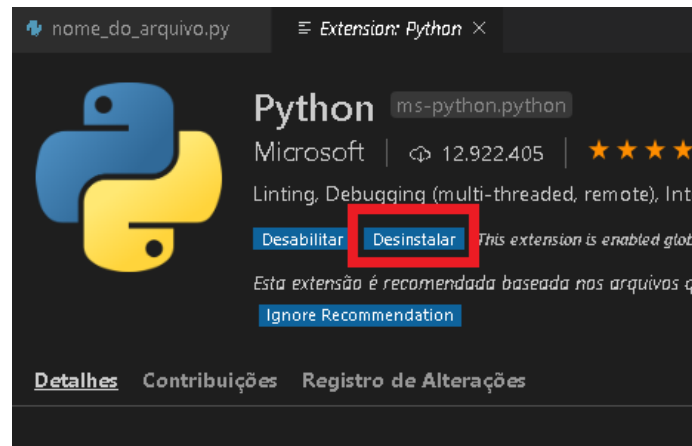 nome_do_arquivo.py Extension: Python
Python ms-python.python
Microsoft 12.922.405
Linting, Debugging (multi-threaded, remote), Int
Desabilitar Desinstalar This extension is enabled glob
Esta extensão é recomendada baseada nos arquivos q
Ignore Recommendation
Detalhes Contribuições Registro de Alterações